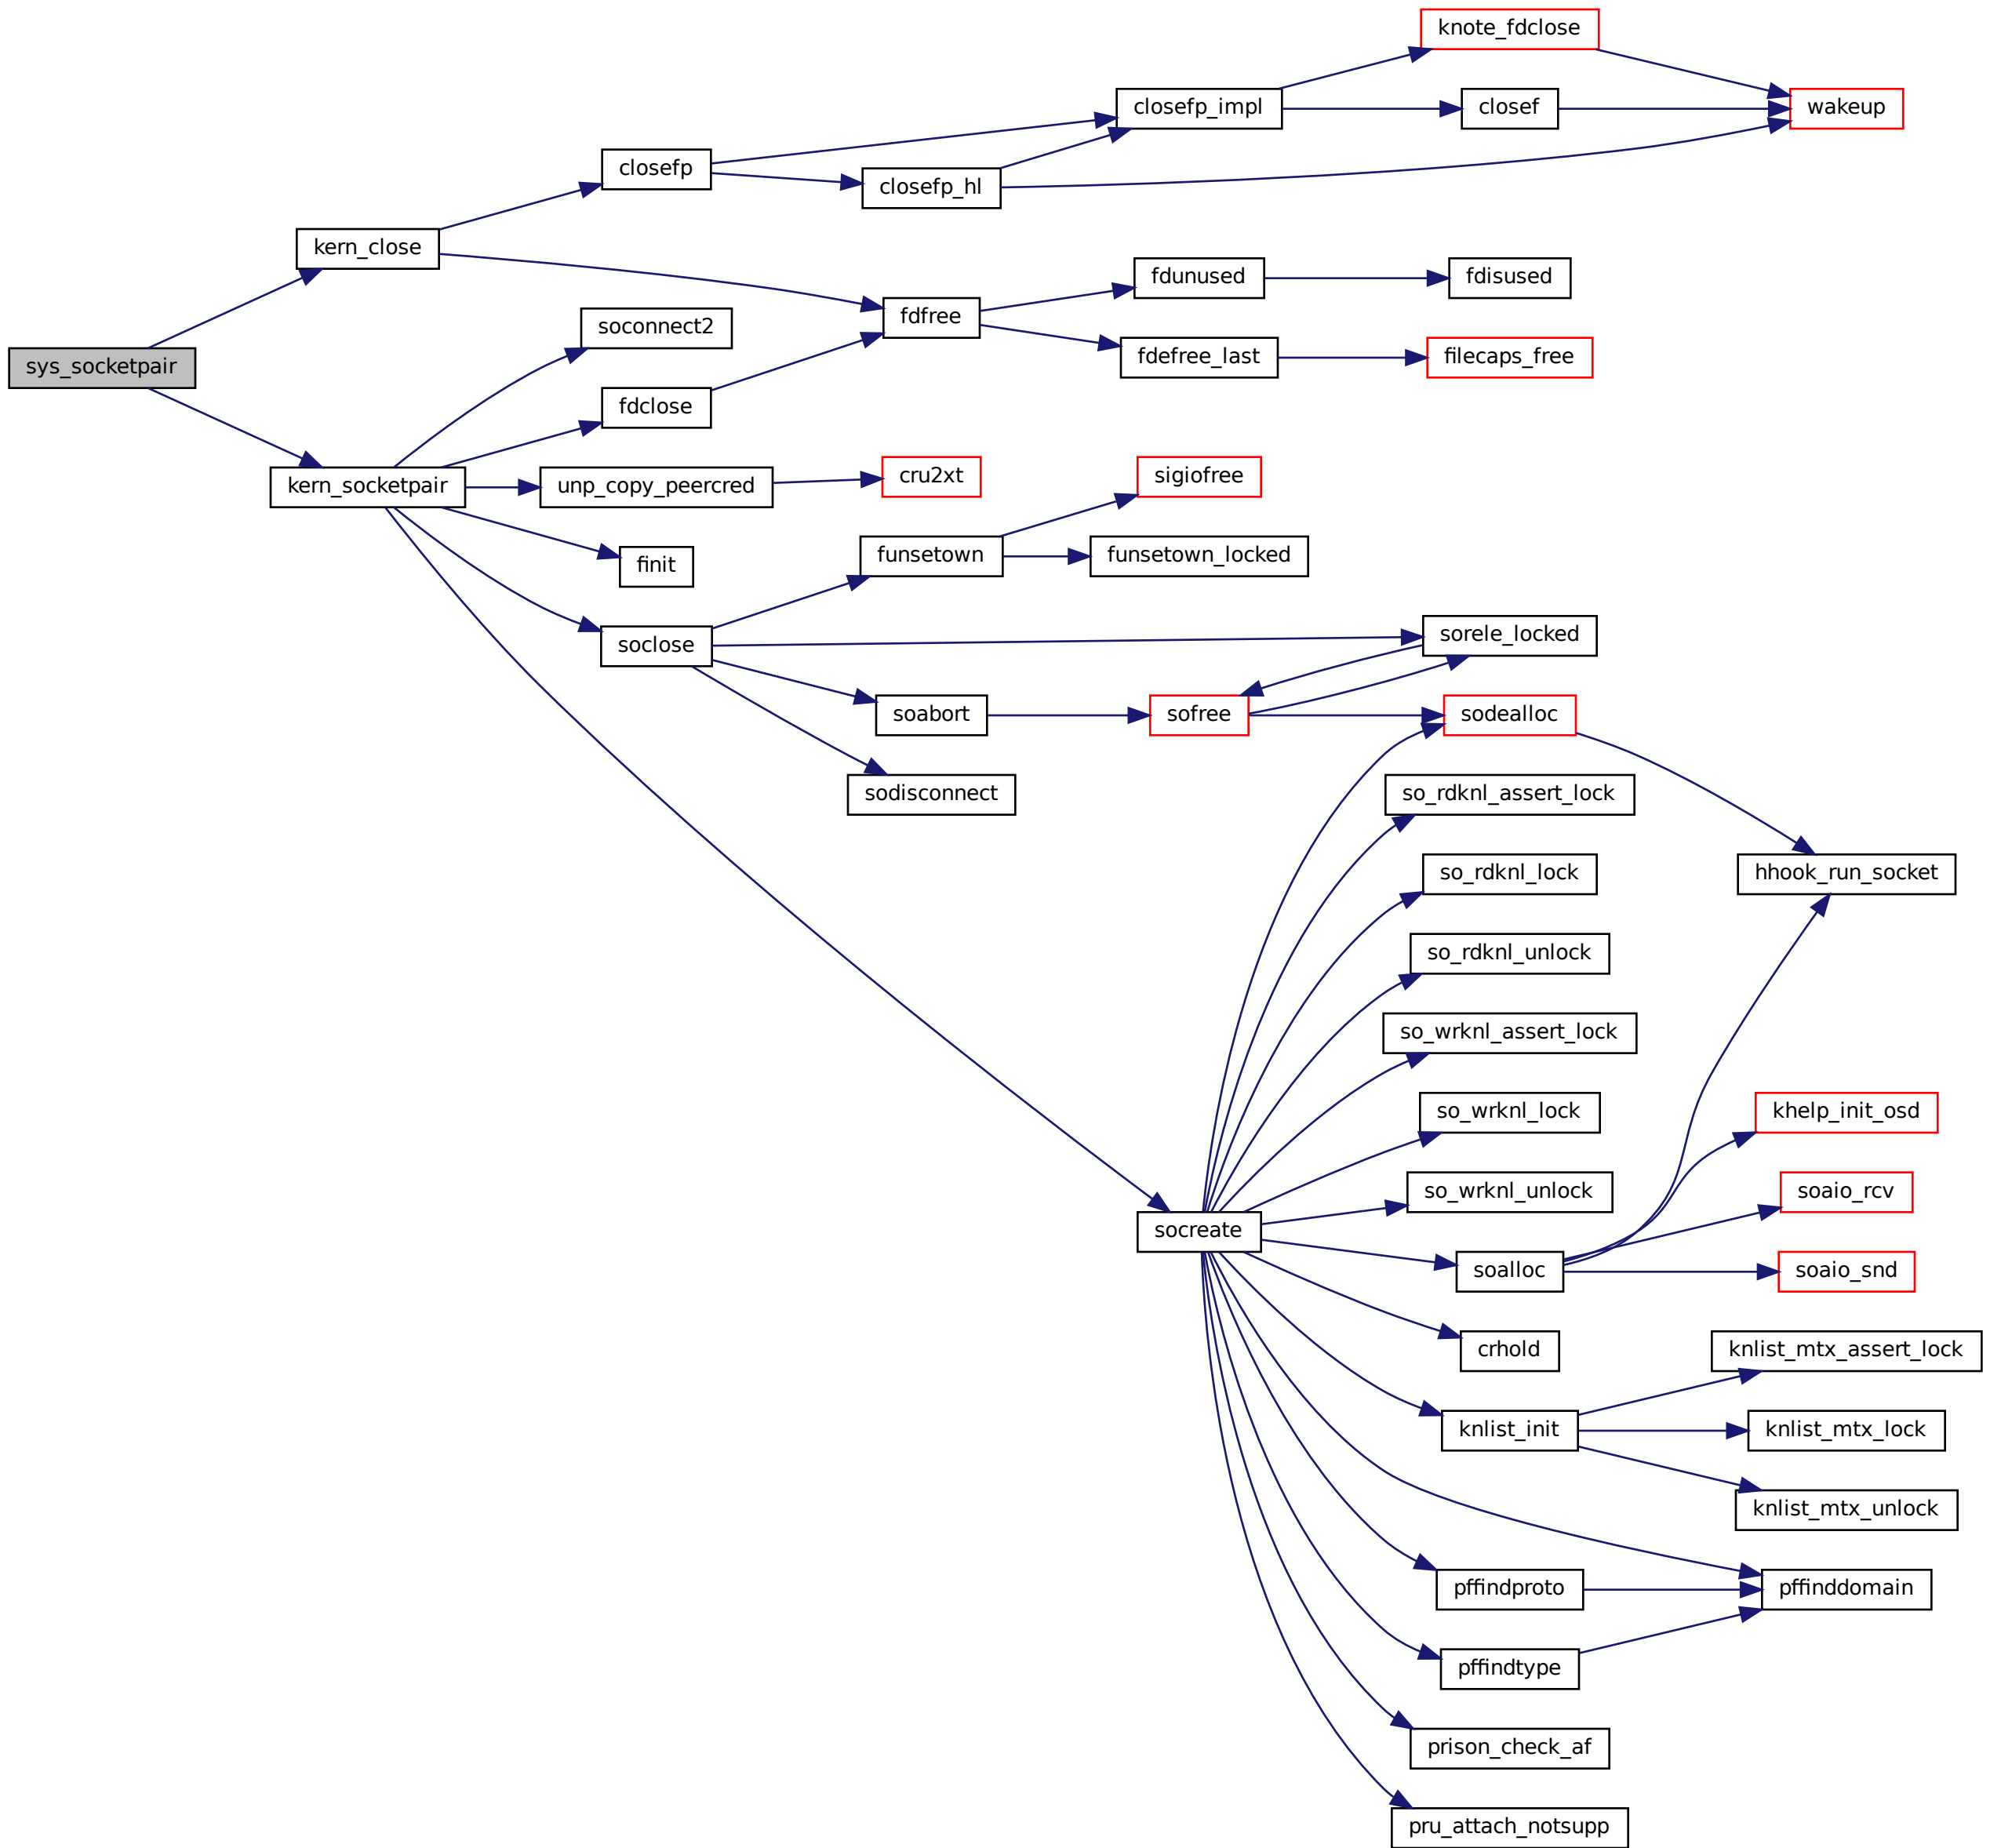 knote_fdclose
closefp_impl
closef
wakeup
closefp
closefp_hl
kern_close
fdunused
fdisused
soconnect2
fdfree
sys_socketpair
fdefree_last
filecaps_free
fdclose
kern_socketpair
unp_copy_peercred
cru2xt
sigiofree
finit
funsetown
funsetown_locked
soclose
sorele_locked
soabort
sofree
sodealloc
sodisconnect
so_rdknl_assert_lock
so_rdknl_lock
hhook_run_socket
so_rdknl_unlock
so_wrknl_assert_lock
so_wrknl_lock
khelp_init_osd
so_wrknl_unlock
soaio_rcv
socreate
soalloc
soaio_snd
crhold
knlist_mtx_assert_lock
knlist_init
knlist_mtx_lock
knlist_mtx_unlock
pffindproto
pffinddomain
pffindtype
prison_check_af
pru_attach_notsupp